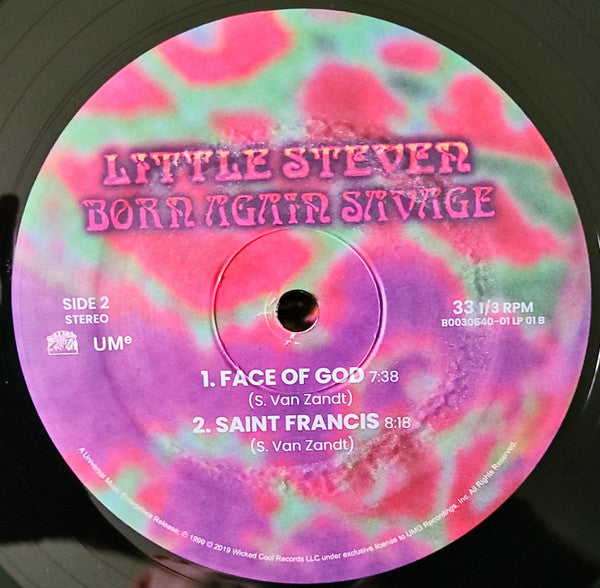 LITTLE STEVEN
BORN AGAIN SAVAGE
SIDE 2
STEREO
UMe
33 1/3 RPM
B0030640-01 LP 01 B
1. FACE OF GOD 7:38
(S. Van Zandt)
2. SAINT FRANCIS 8:18
(S. Van Zandt)
A Universal Music Enterprises Release; ℗ 1999 © 2019 Wicked Cool Records LLC under exclusive license to UMG Recordings, Inc. All Rights Reserved.